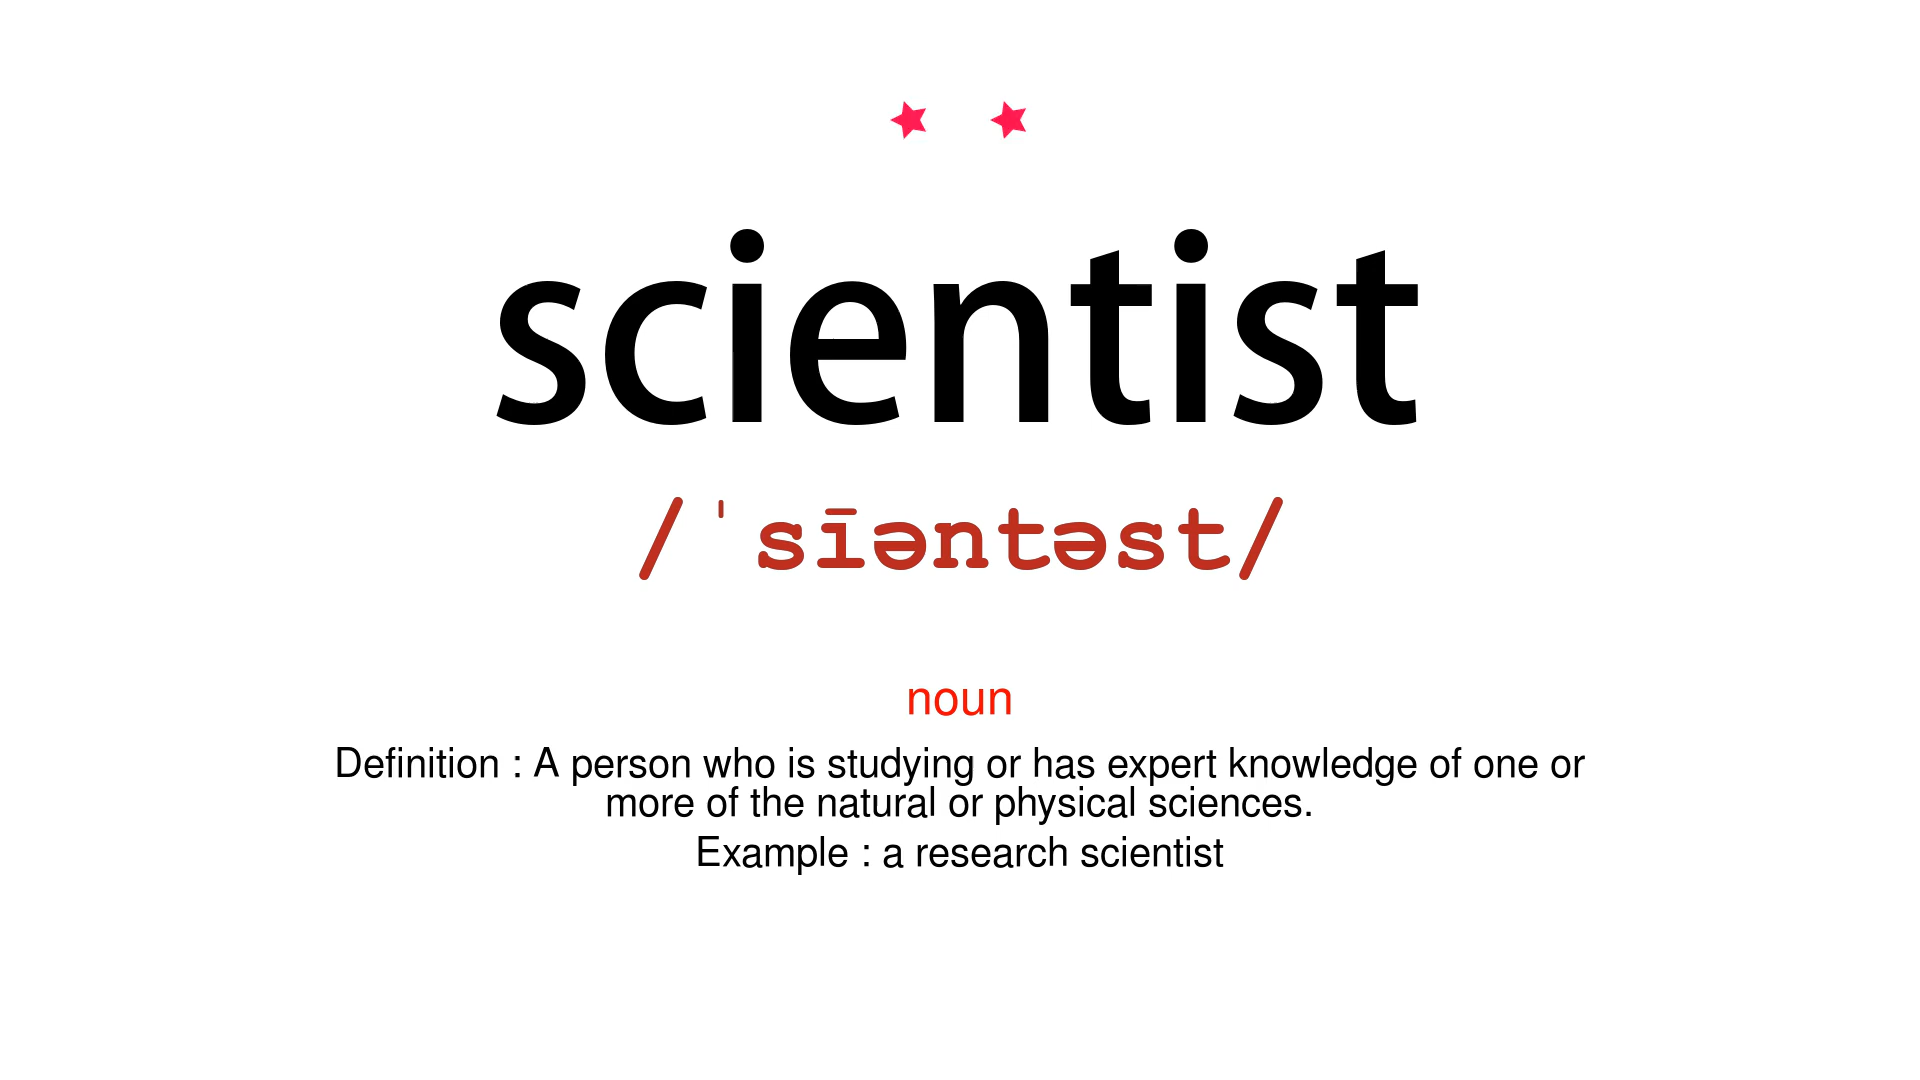 scientist
/ˈsīəntəst/
noun
Definition : A person who is studying or has expert knowledge of one or
more of the natural or physical sciences.
Example : a research scientist